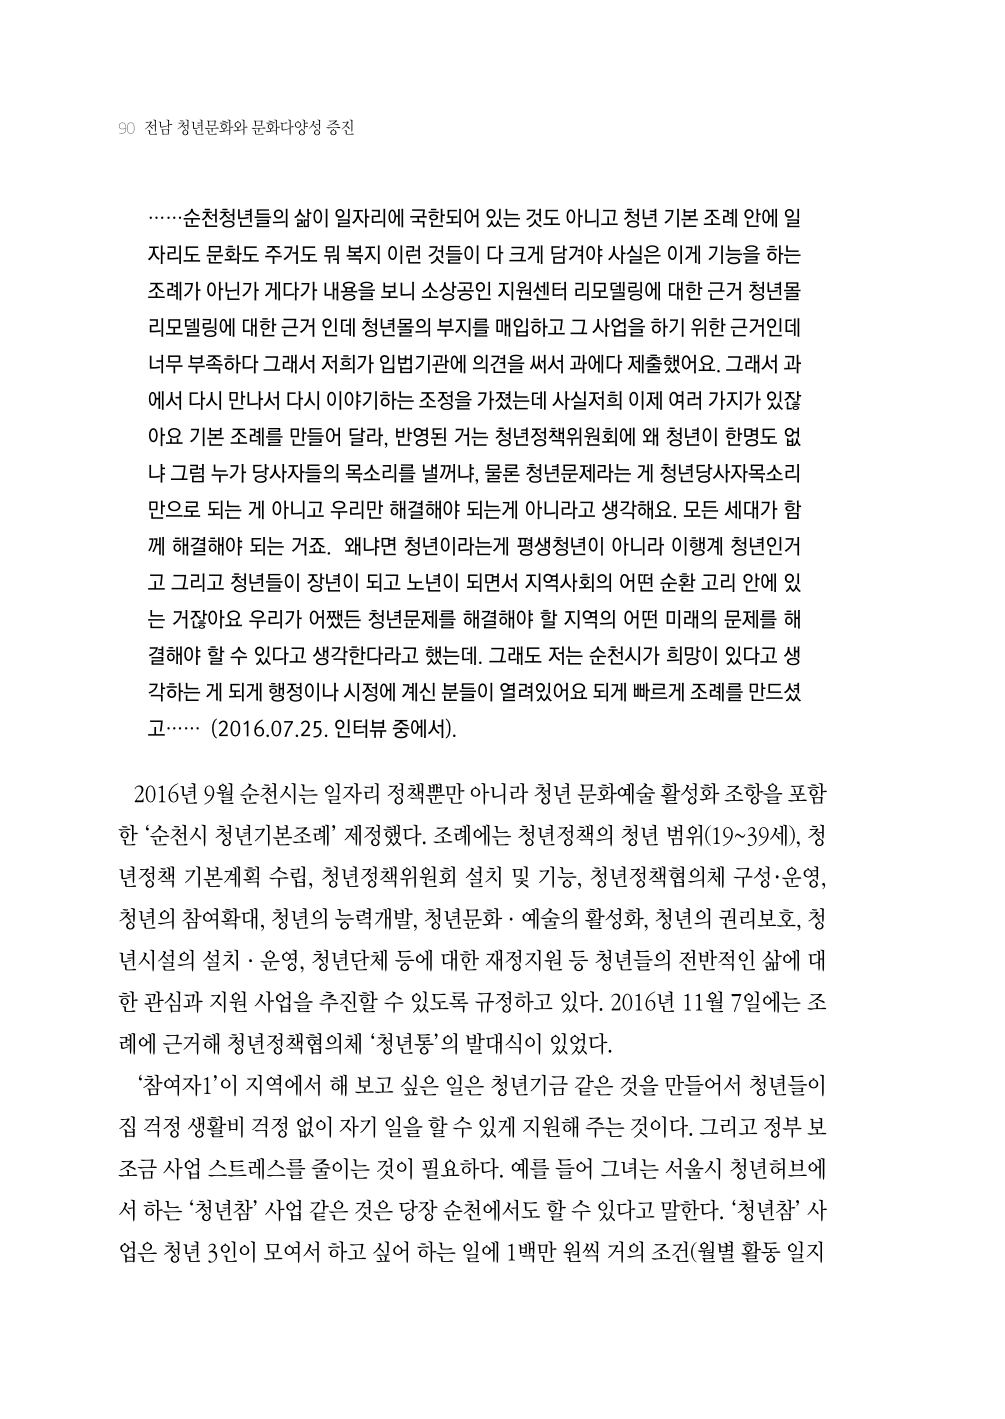 90 전남 청년문화와 문화다양성 증진
……순천청년들의 삶이 일자리에 국한되어 있는 것도 아니고 청년 기본 조례 안에 일
자리도 문화도 주거도 뭐 복지 이런 것들이 다 크게 담겨야 사실은 이게 기능을 하는
조례가 아닌가 게다가 내용을 보니 소상공인 지원센터 리모델링에 대한 근거 청년몰
리모델링에 대한 근거 인데 청년몰의 부지를 매입하고 그 사업을 하기 위한 근거인데
너무 부족하다 그래서 저희가 입법기관에 의견을 써서 과에다 제출했어요. 그래서 과
에서 다시 만나서 다시 이야기하는 조정을 가졌는데 사실저희 이제 여러 가지가 있잖
아요 기본 조례를 만들어 달라, 반영된 거는 청년정책위원회에 왜 청년이 한명도 없
냐 그럼 누가 당사자들의 목소리를 낼꺼냐, 물론 청년문제라는 게 청년당사자목소리
만으로 되는 게 아니고 우리만 해결해야 되는게 아니라고 생각해요. 모든 세대가 함
께 해결해야 되는 거죠.  왜냐면 청년이라는게 평생청년이 아니라 이행계 청년인거
고 그리고 청년들이 장년이 되고 노년이 되면서 지역사회의 어떤 순환 고리 안에 있
는 거잖아요 우리가 어쨌든 청년문제를 해결해야 할 지역의 어떤 미래의 문제를 해
결해야 할 수 있다고 생각한다라고 했는데. 그래도 저는 순천시가 희망이 있다고 생
각하는 게 되게 행정이나 시정에 계신 분들이 열려있어요 되게 빠르게 조례를 만드셨
고…… (2016.07.25. 인터뷰 중에서).
2016년 9월 순천시는 일자리 정책뿐만 아니라 청년 문화예술 활성화 조항을 포함
한 ‘순천시 청년기본조례’ 제정했다. 조례에는 청년정책의 청년 범위(19~39세), 청
년정책 기본계획 수립, 청년정책위원회 설치 및 기능, 청년정책협의체 구성·운영,
청년의 참여확대, 청년의 능력개발, 청년문화 · 예술의 활성화, 청년의 권리보호, 청
년시설의 설치 · 운영, 청년단체 등에 대한 재정지원 등 청년들의 전반적인 삶에 대
한 관심과 지원 사업을 추진할 수 있도록 규정하고 있다. 2016년 11월 7일에는 조
례에 근거해 청년정책협의체 ‘청년통’의 발대식이 있었다.
‘참여자1’이 지역에서 해 보고 싶은 일은 청년기금 같은 것을 만들어서 청년들이
집 걱정 생활비 걱정 없이 자기 일을 할 수 있게 지원해 주는 것이다. 그리고 정부 보
조금 사업 스트레스를 줄이는 것이 필요하다. 예를 들어 그녀는 서울시 청년허브에
서 하는 ‘청년참’ 사업 같은 것은 당장 순천에서도 할 수 있다고 말한다. ‘청년참’ 사
업은 청년 3인이 모여서 하고 싶어 하는 일에 1백만 원씩 거의 조건(월별 활동 일지